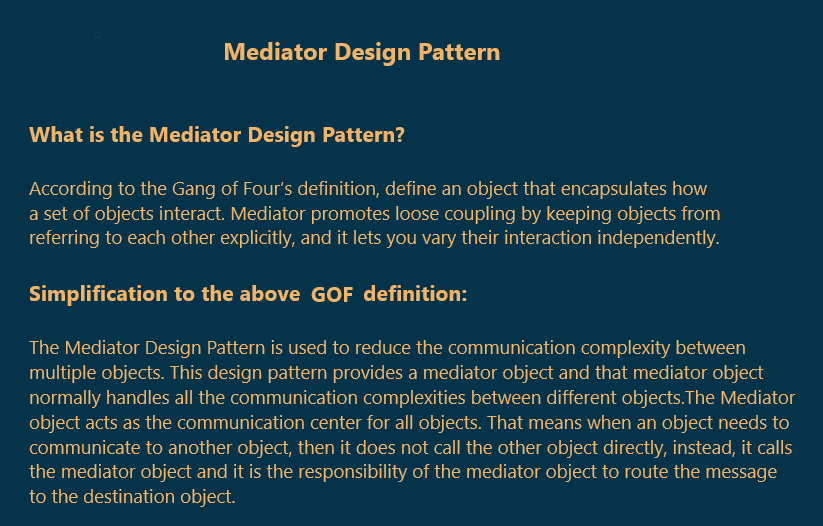 Mediator Design Pattern
What is the Mediator Design Pattern?
According to the Gang of Four’s definition, define an object that encapsulates how
a set of objects interact. Mediator promotes loose coupling by keeping objects from
referring to each other explicitly, and it lets you vary their interaction independently.
Simplification to the above GOF definition:
The Mediator Design Pattern is used to reduce the communication complexity between
multiple objects. This design pattern provides a mediator object and that mediator object
normally handles all the communication complexities between different objects.The Mediator
object acts as the communication center for all objects. That means when an object needs to
communicate to another object, then it does not call the other object directly, instead, it calls
the mediator object and it is the responsibility of the mediator object to route the message
to the destination object.